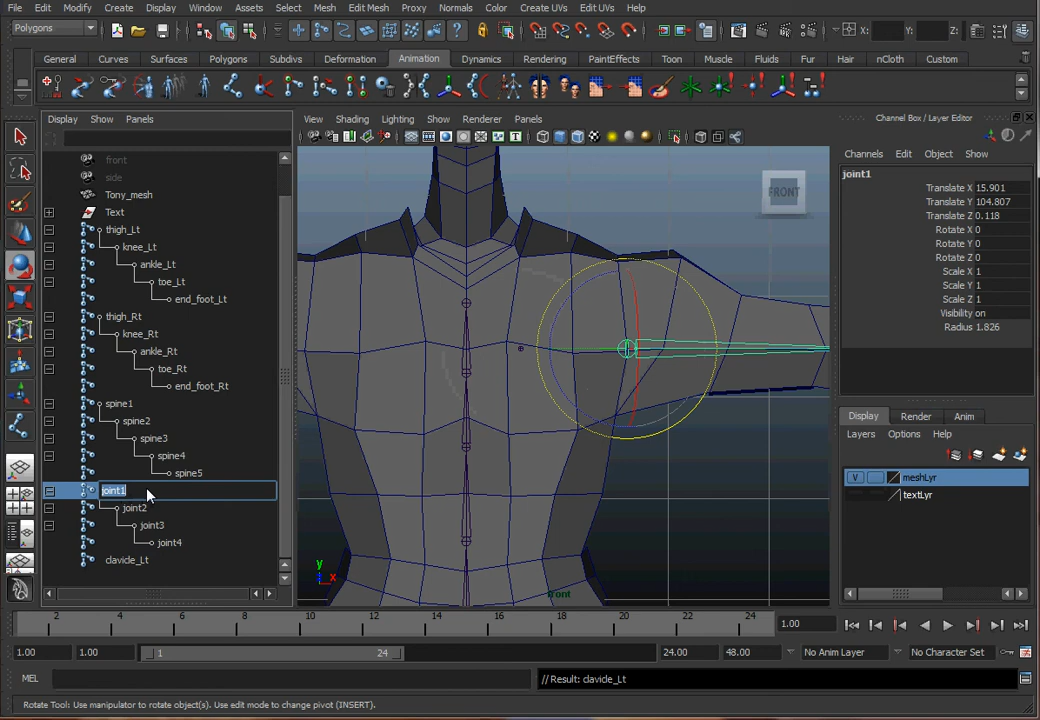 File Edit Modify Create Display Window Assets Select Mesh Edit Mesh Proxy Normals Color Create UVs Edit UVs Help
Polygons X: Y: Z:
General Curves Surfaces Polygons Subdivs Deformation Animation Dynamics Rendering PaintEffects Toon Muscle Fluids Fur Hair nCloth Custom
Display Show Panels
View Shading Lighting Show Renderer Panels
Channel Box / Layer Editor
Channels Edit Object Show
joint1
Translate X 15.901
Translate Y 104.807
Translate Z 0.118
Rotate X 0
Rotate Y 0
Rotate Z 0
Scale X 1
Scale Y 1
Scale Z 1
Visibility on
Radius 1.826
front
side
Tony_mesh
Text
thigh_Lt
knee_Lt
ankle_Lt
toe_Lt
end_foot_Lt
thigh_Rt
knee_Rt
ankle_Rt
toe_Rt
end_foot_Rt
spine1
spine2
spine3
spine4
spine5
joint1
joint2
joint3
joint4
clavide_Lt
FRONT
y
x
front
Display Render Anim
Layers Options Help
V meshLyr
textLyr
2 4 6 8 10 12 14 16 18 20 22 24
1.00
1.00 1.00 1 24 24.00 48.00 No Anim Layer No Character Set
MEL // Result: clavide_Lt
Rotate Tool: Use manipulator to rotate object(s). Use edit mode to change pivot (INSERT).